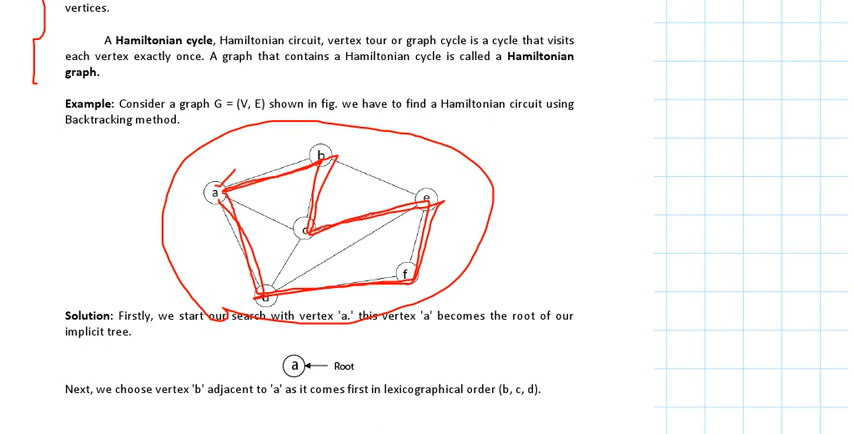 vertices.
A Hamiltonian cycle, Hamiltonian circuit, vertex tour or graph cycle is a cycle that visits
each vertex exactly once. A graph that contains a Hamiltonian cycle is called a Hamiltonian
graph.
Example: Consider a graph G = (V, E) shown in fig. we have to find a Hamiltonian circuit using
Backtracking method.
b
a
e
c
f
d
Solution: Firstly, we start our search with vertex 'a.' this vertex 'a' becomes the root of our
implicit tree.
a Root
Next, we choose vertex 'b' adjacent to 'a' as it comes first in lexicographical order (b, c, d).